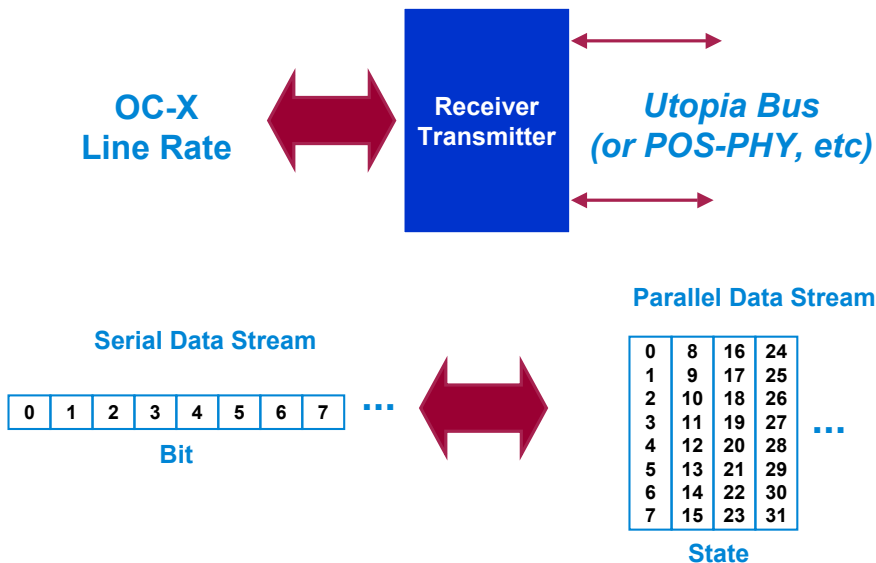 OC-X
Line Rate
Receiver
Transmitter
Utopia Bus
(or POS-PHY, etc)
Serial Data Stream
0 1 2 3 4 5 6 7 ...
Bit
Parallel Data Stream
0 8 16 24
1 9 17 25
2 10 18 26
3 11 19 27
4 12 20 28
5 13 21 29
6 14 22 30
7 15 23 31
...
State